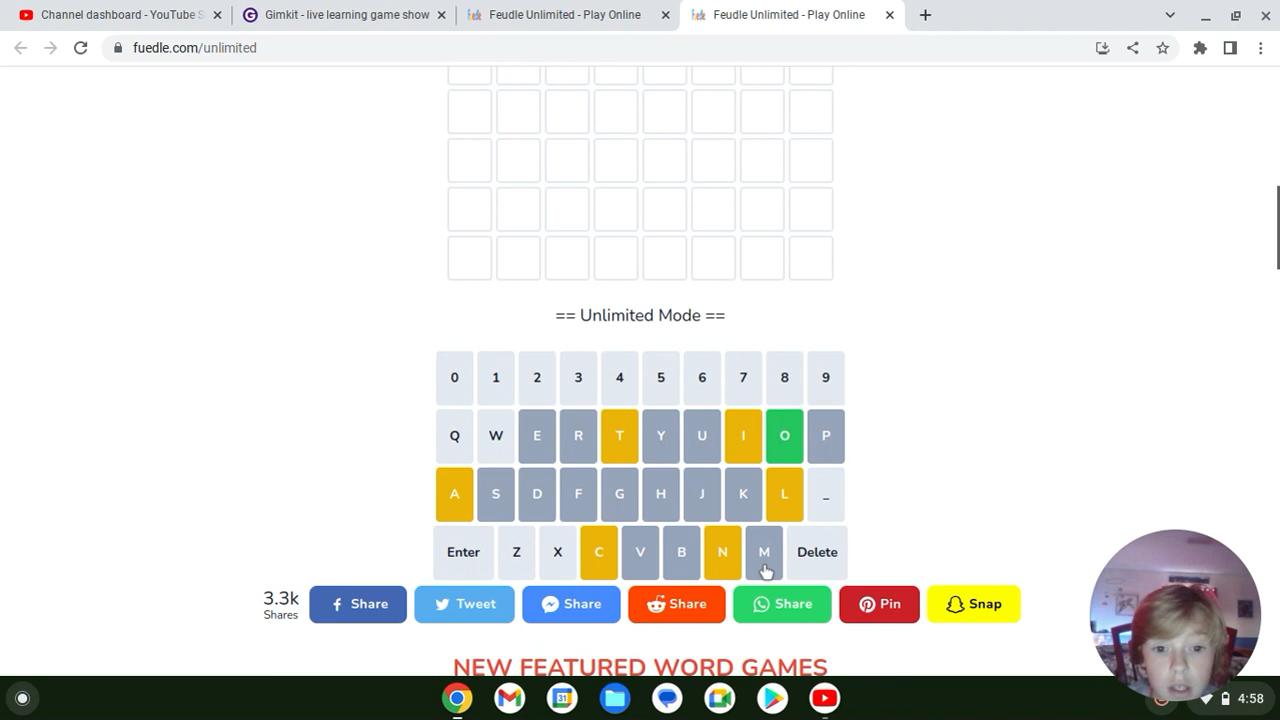 Channel dashboard - YouTube S
Gimkit - live learning game show
Feudle Unlimited - Play Online
Feudle Unlimited - Play Online
fuedle.com/unlimited
== Unlimited Mode ==
0 1 2 3 4 5 6 7 8 9
Q W E R T Y U I O P
A S D F G H J K L _
Enter Z X C V B N M Delete
3.3k
Shares
Share
Tweet
Share
Share
Share
Pin
Snap
NEW FEATURED WORD GAMES
31
4:58